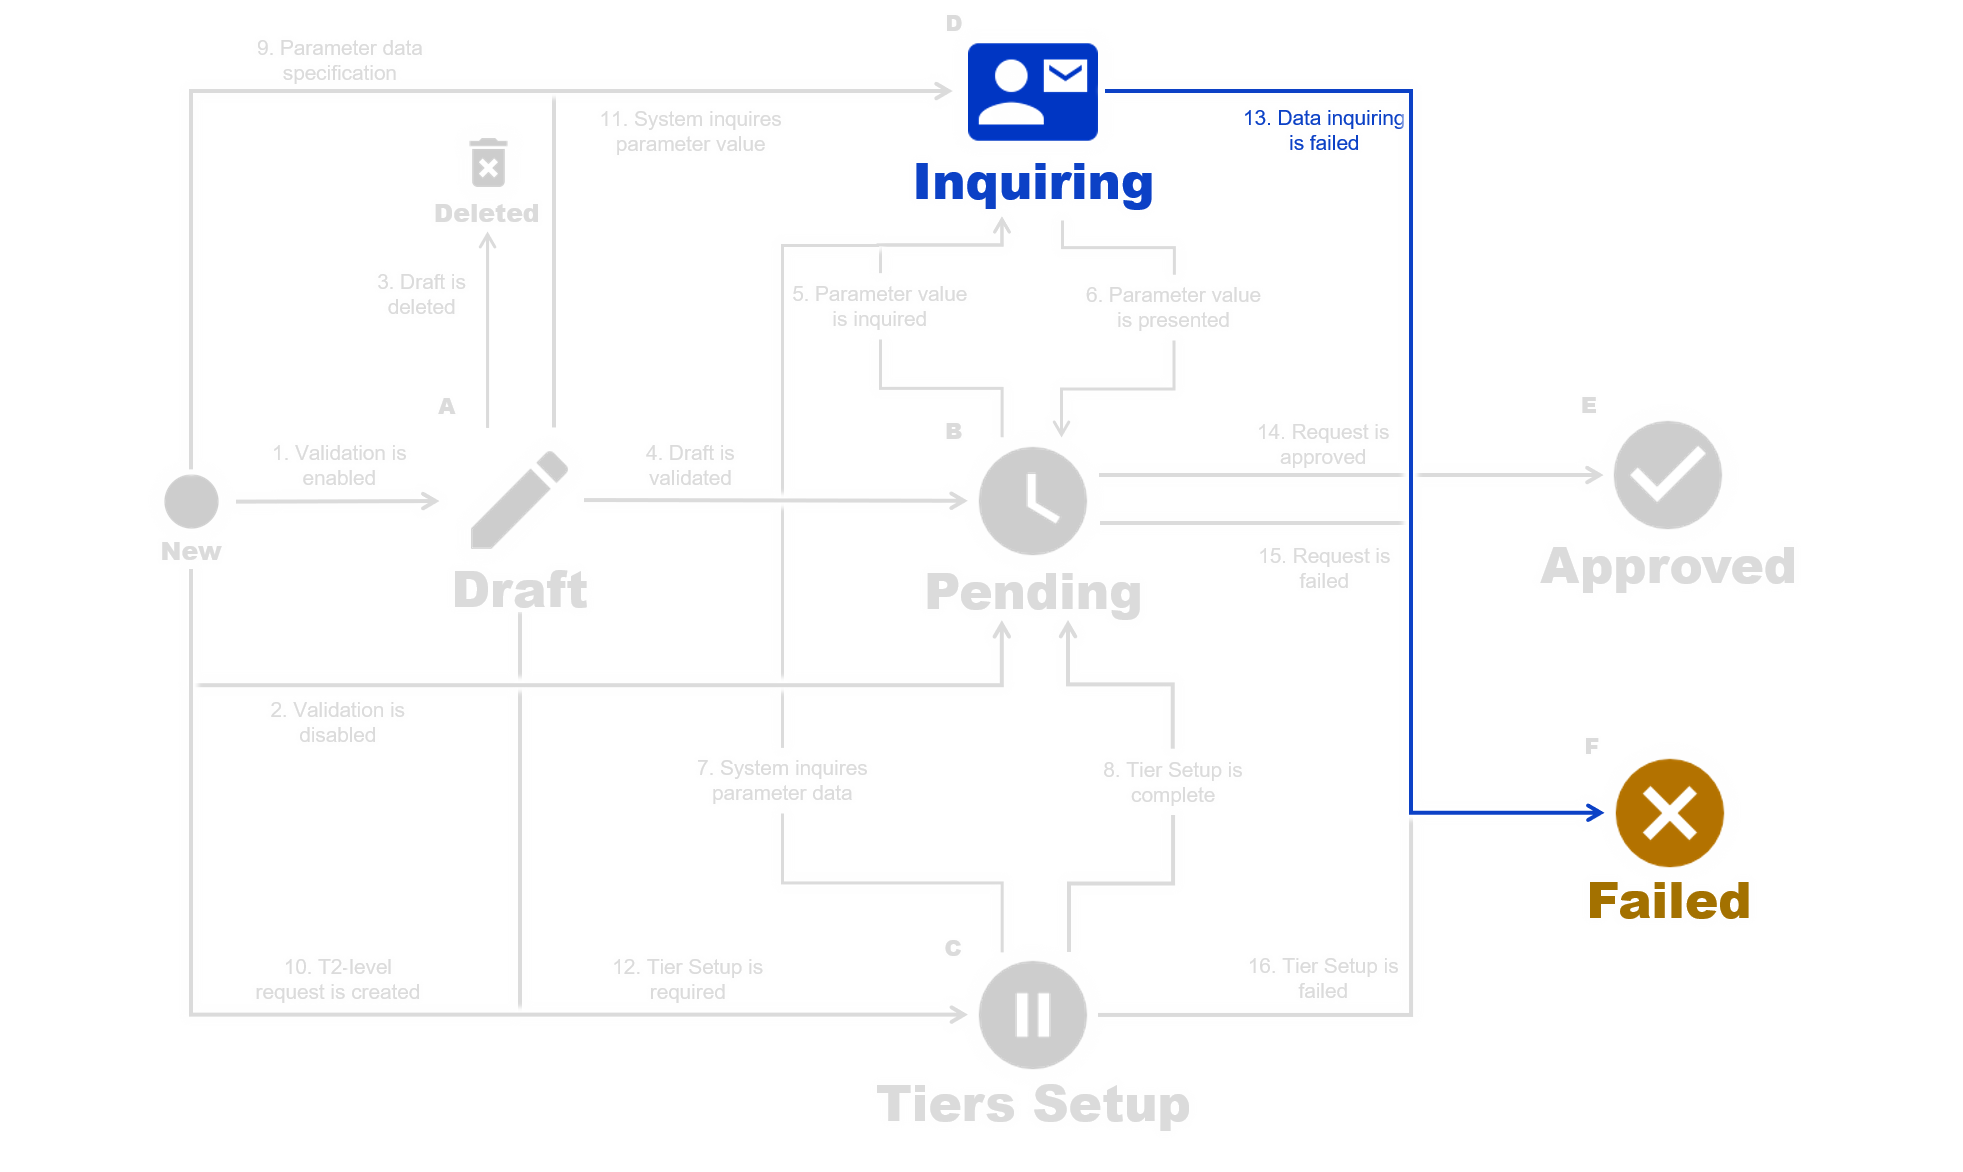 D
9. Parameter data
specification
11. System inquires
parameter value
13. Data inquiring
is failed
Inquiring
Deleted
3. Draft is
deleted
5. Parameter value
is inquired
6. Parameter value
is presented
A
B
E
1. Validation is
enabled
4. Draft is
validated
14. Request is
approved
New
Draft
Pending
15. Request is
failed
Approved
2. Validation is
disabled
7. System inquires
parameter data
8. Tier Setup is
complete
F
Failed
C
10. T2-level
request is created
12. Tier Setup is
required
16. Tier Setup is
failed
Tiers Setup